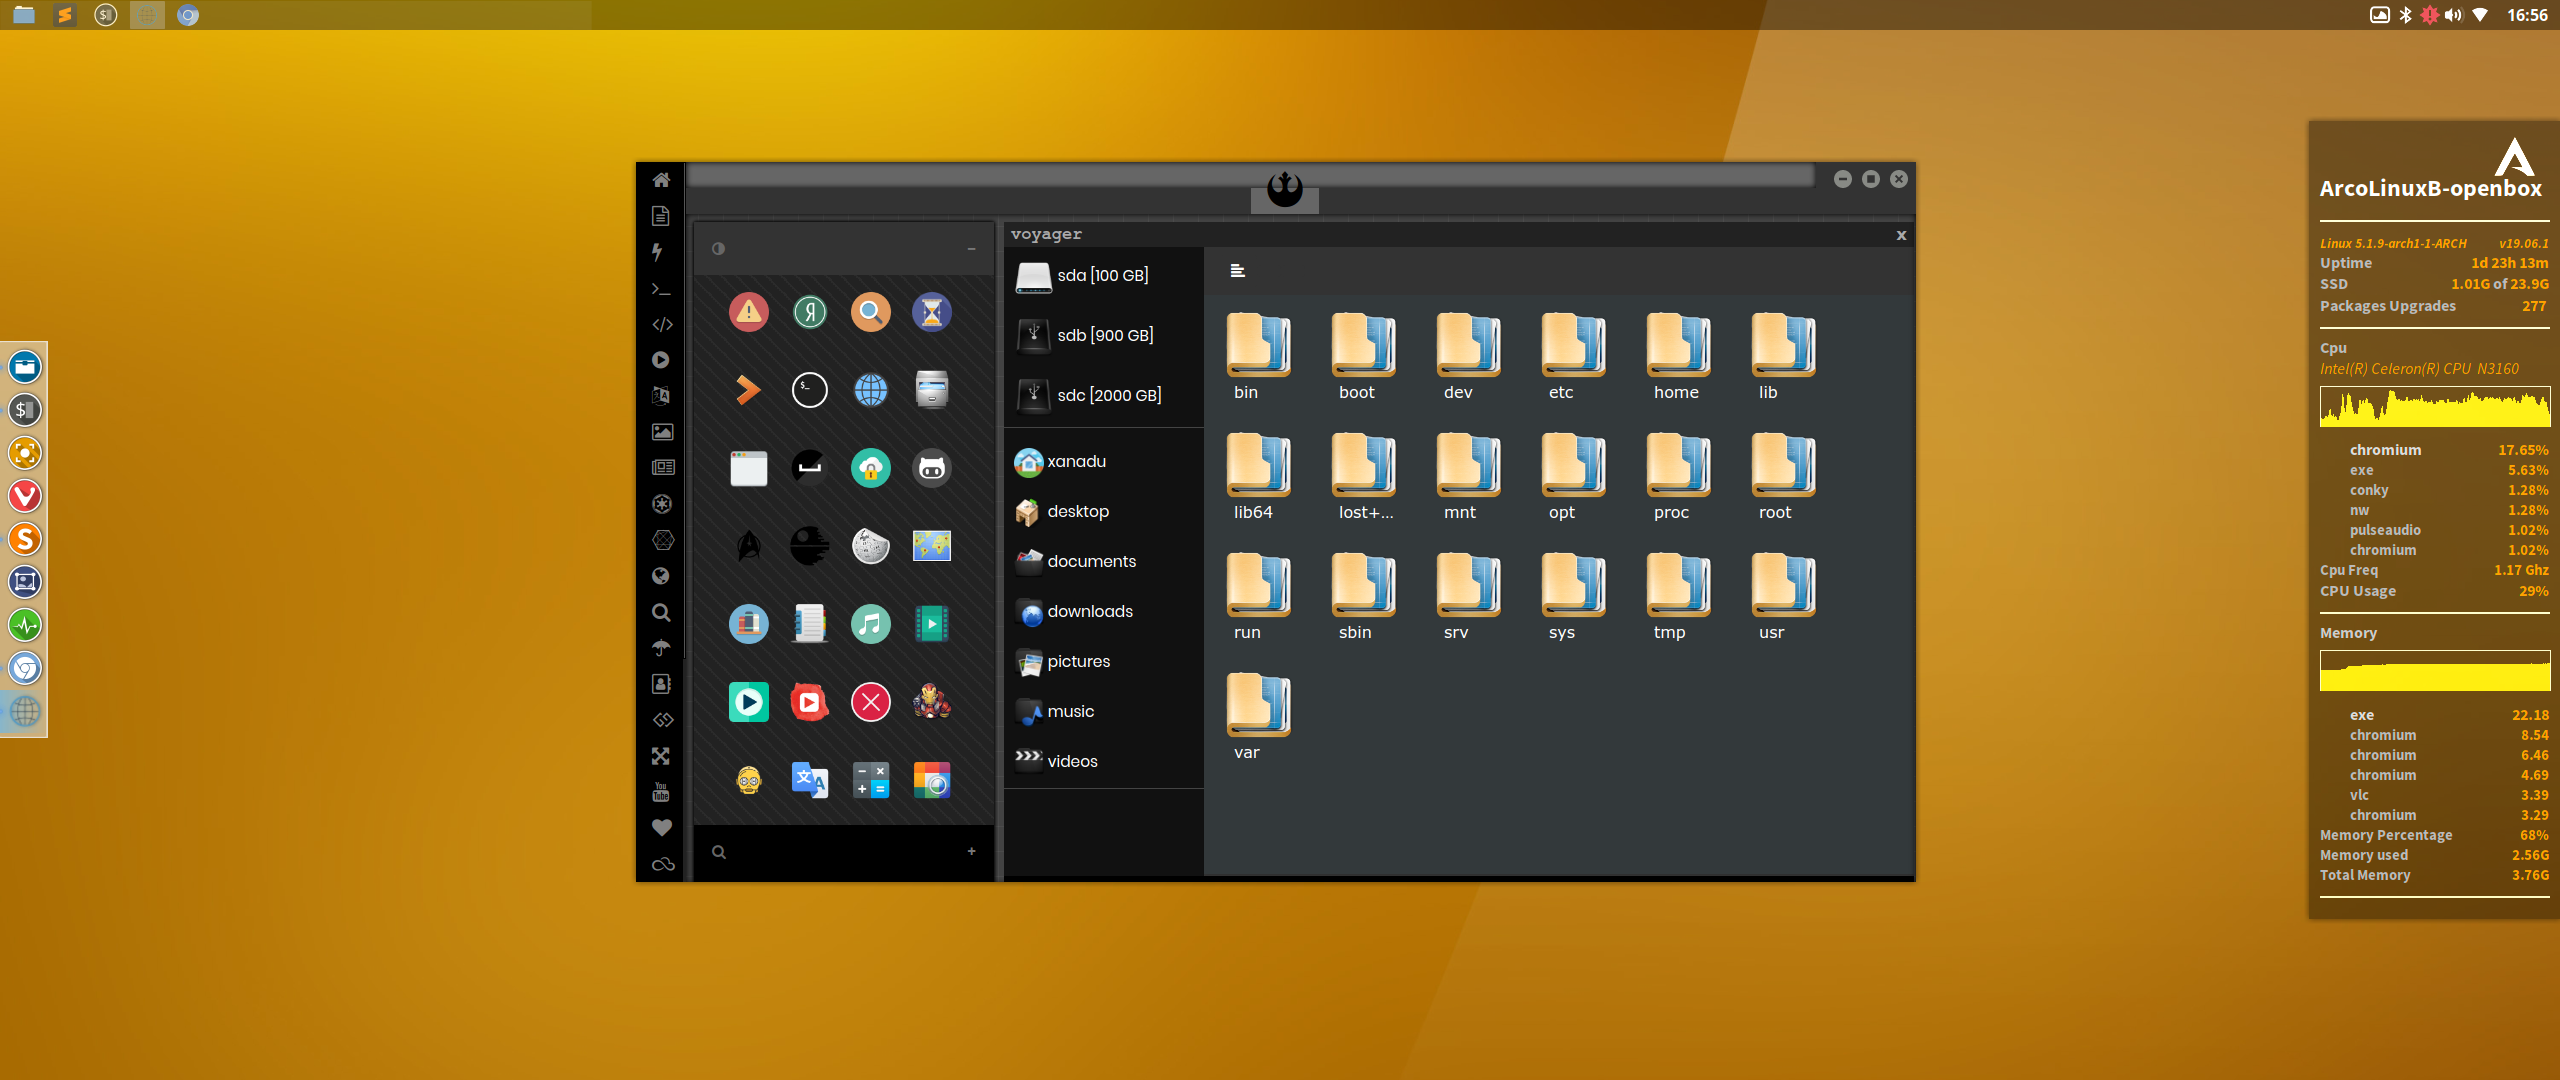 16:56
voyager x
sda [100 GB]
sdb [900 GB]
sdc [2000 GB]
xanadu
desktop
documents
downloads
pictures
music
videos
bin boot dev etc home lib
lib64 lost+... mnt opt proc root
run sbin srv sys tmp usr
var
ArcoLinuxB-openbox
Linux 5.1.9-arch1-1-ARCH v19.06.1
Uptime 1d 23h 13m
SSD 1.01G of 23.9G
Packages Upgrades 277
Cpu
Intel(R) Celeron(R) CPU N3160
chromium 17.65%
exe 5.63%
conky 1.28%
nw 1.28%
pulseaudio 1.02%
chromium 1.02%
Cpu Freq 1.17 Ghz
CPU Usage 29%
Memory
exe 22.18
chromium 8.54
chromium 6.46
chromium 4.69
vlc 3.39
chromium 3.29
Memory Percentage 68%
Memory used 2.56G
Total Memory 3.76G